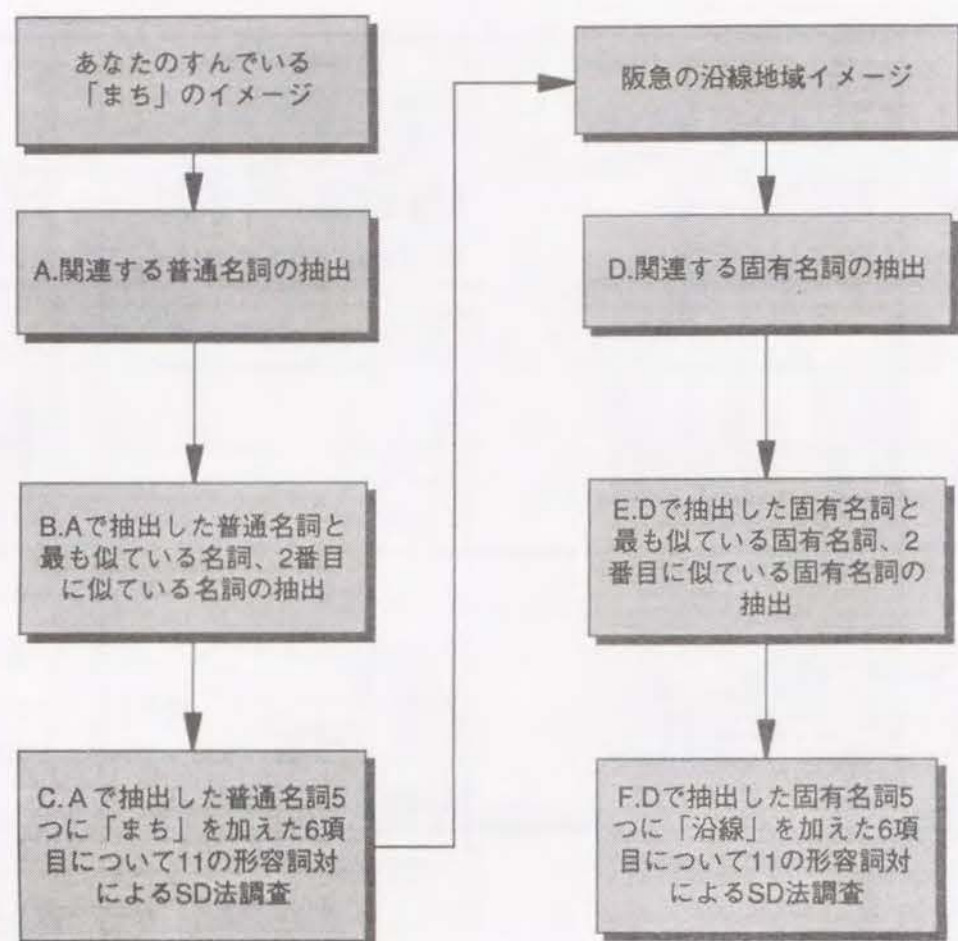 あなたのすんでいる
「まち」のイメージ
A.関連する普通名詞の抽出
B.Aで抽出した普通名詞と
最も似ている名詞、2番目
に似ている名詞の抽出
C.Aで抽出した普通名詞5
つに「まち」を加えた6項
目について11の形容詞対
によるSD法調査
阪急の沿線地域イメージ
D.関連する固有名詞の抽出
E.Dで抽出した固有名詞と
最も似ている固有名詞、2
番目に似ている固有名詞の
抽出
F.Dで抽出した固有名詞5
つに「沿線」を加えた6項
目について11の形容詞対
によるSD法調査